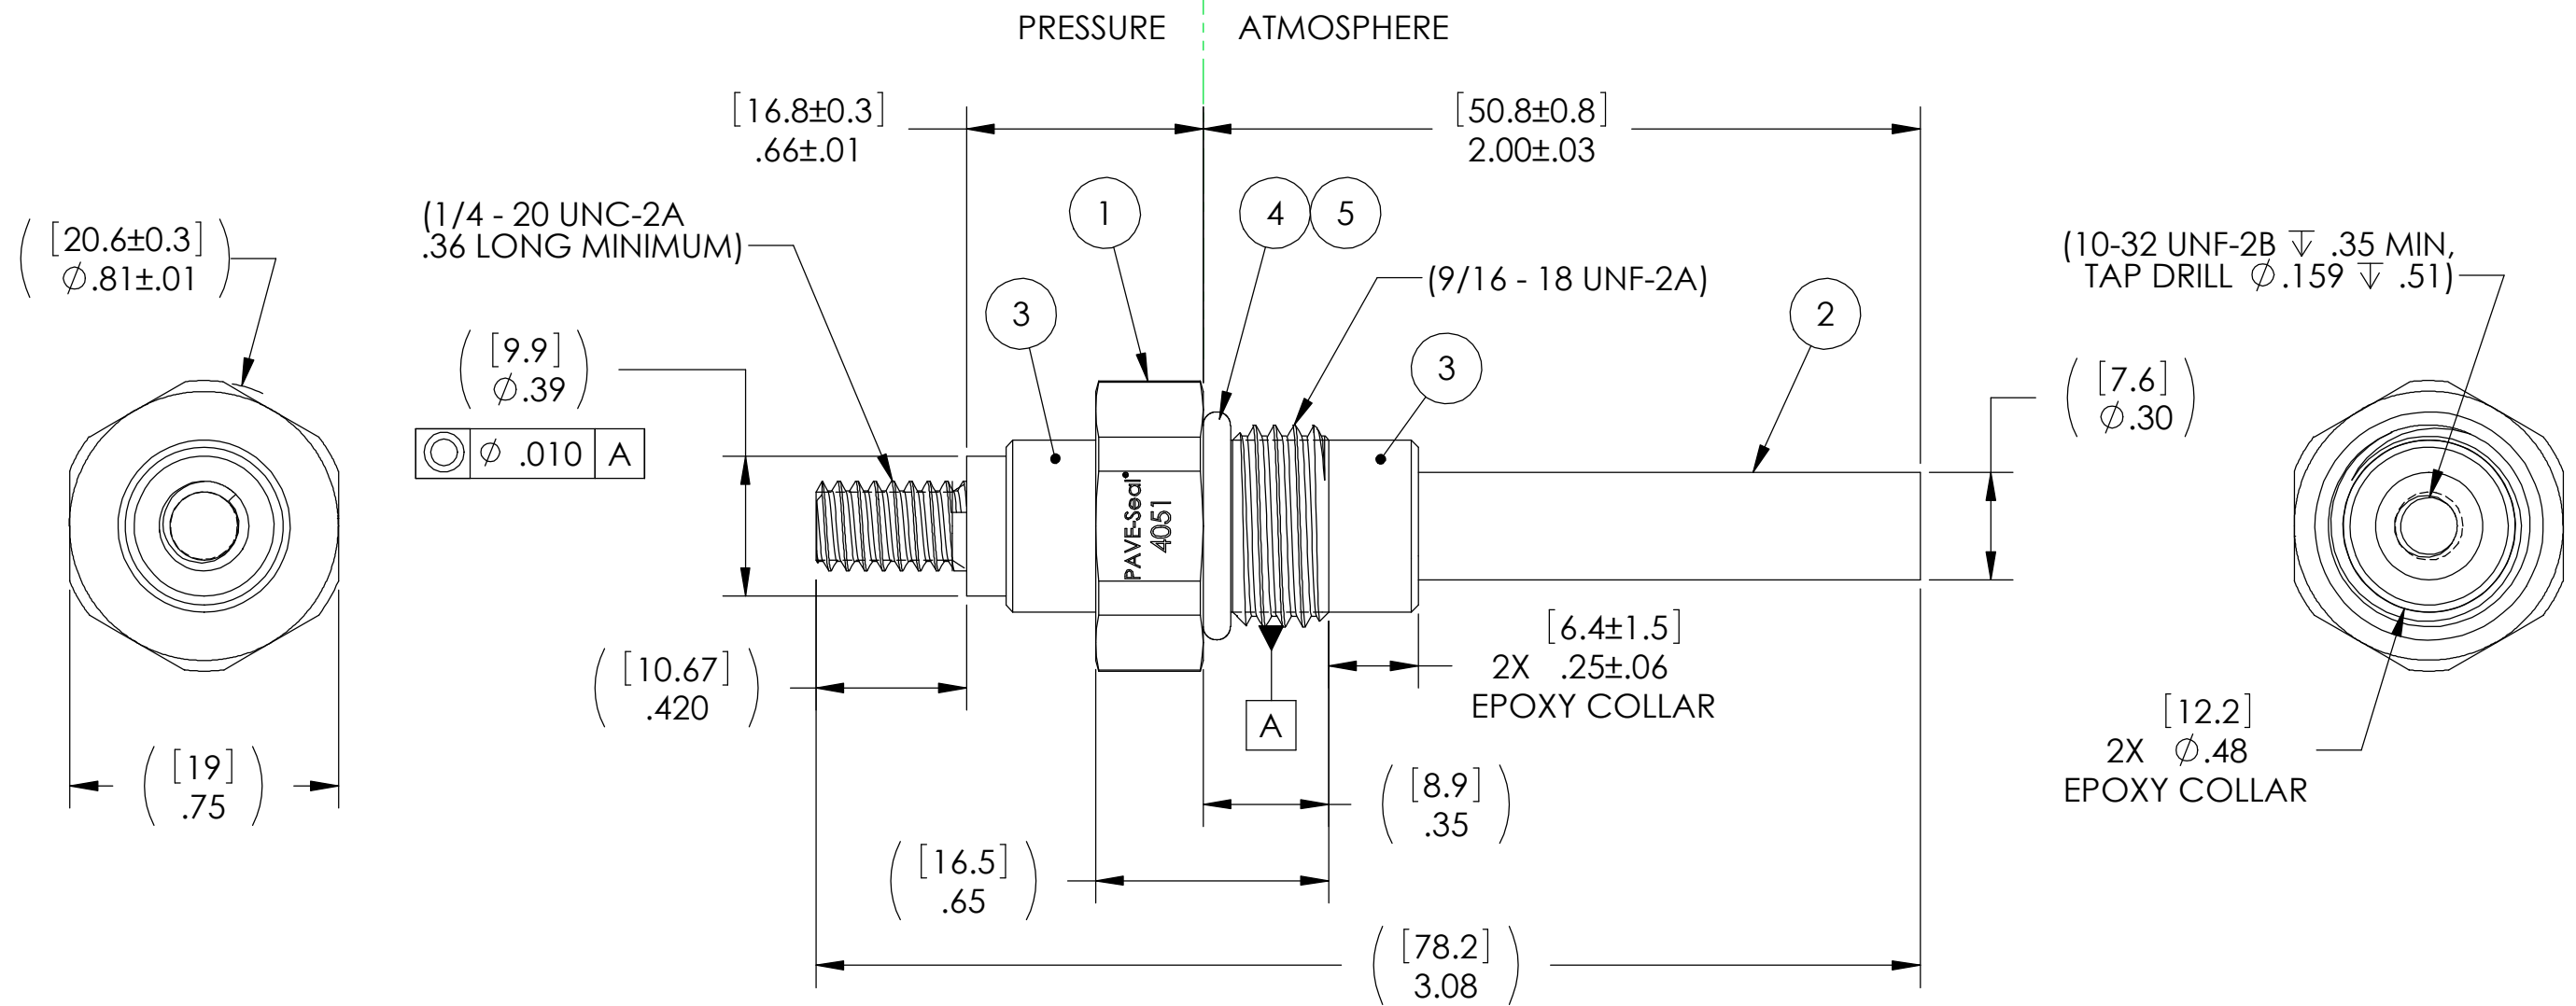 PRESSURE ATMOSPHERE
[16.8±0.3]
.66±.01
[50.8±0.8]
2.00±.03
([20.6±0.3]
∅.81±.01)
(1/4 - 20 UNC-2A
.36 LONG MINIMUM)
1
4 5
3
(9/16 - 18 UNF-2A)
2
(10-32 UNF-2B ↧ .35 MIN,
TAP DRILL ∅.159 ↧ .51)
([9.9]
∅.39)
◎ ∅ .010 A
3
([7.6]
∅.30)
PAVE-Seal®
4051
([10.67]
.420)
[6.4±1.5]
2X .25±.06
EPOXY COLLAR
A
[12.2]
2X ∅.48
EPOXY COLLAR
([19]
.75)
([8.9]
.35)
([16.5]
.65)
([78.2]
3.08)